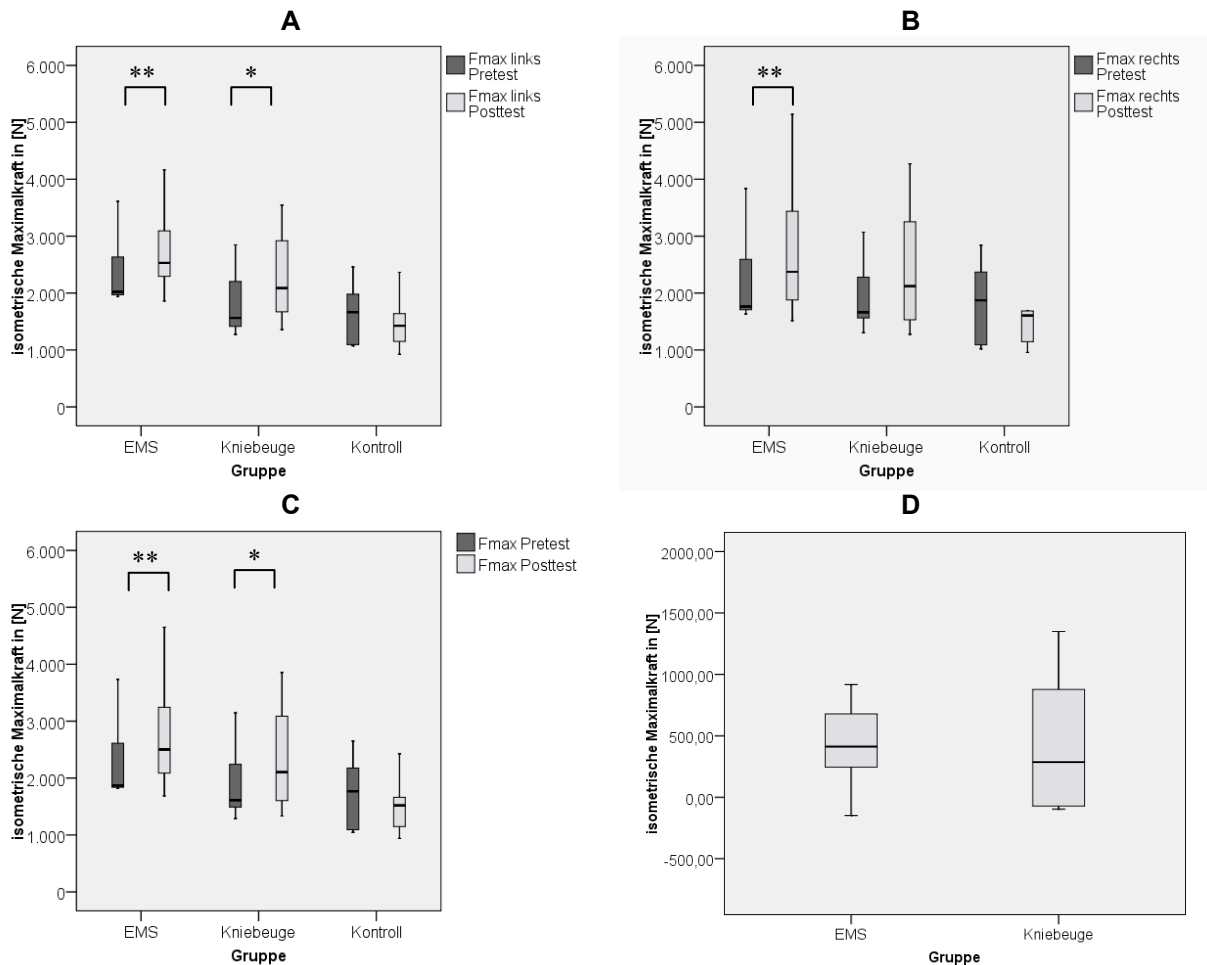 A
isometrische Maximalkraft in [N]
6.000
5.000
4.000
3.000
2.000
1.000
0
**
*
Fmax links
Pretest
Fmax links
Posttest
EMS
Kniebeuge
Kontroll
Gruppe
B
isometrische Maximalkraft in [N]
6.000
5.000
4.000
3.000
2.000
1.000
0
**
Fmax rechts
Pretest
Fmax rechts
Posttest
EMS
Kniebeuge
Kontroll
Gruppe
C
isometrische Maximalkraft in [N]
6.000
5.000
4.000
3.000
2.000
1.000
0
**
*
Fmax Pretest
Fmax Posttest
EMS
Kniebeuge
Kontroll
Gruppe
D
isometrische Maximalkraft in [N]
2000,00
1500,00
1000,00
500,00
0,00
-500,00
EMS
Kniebeuge
Gruppe